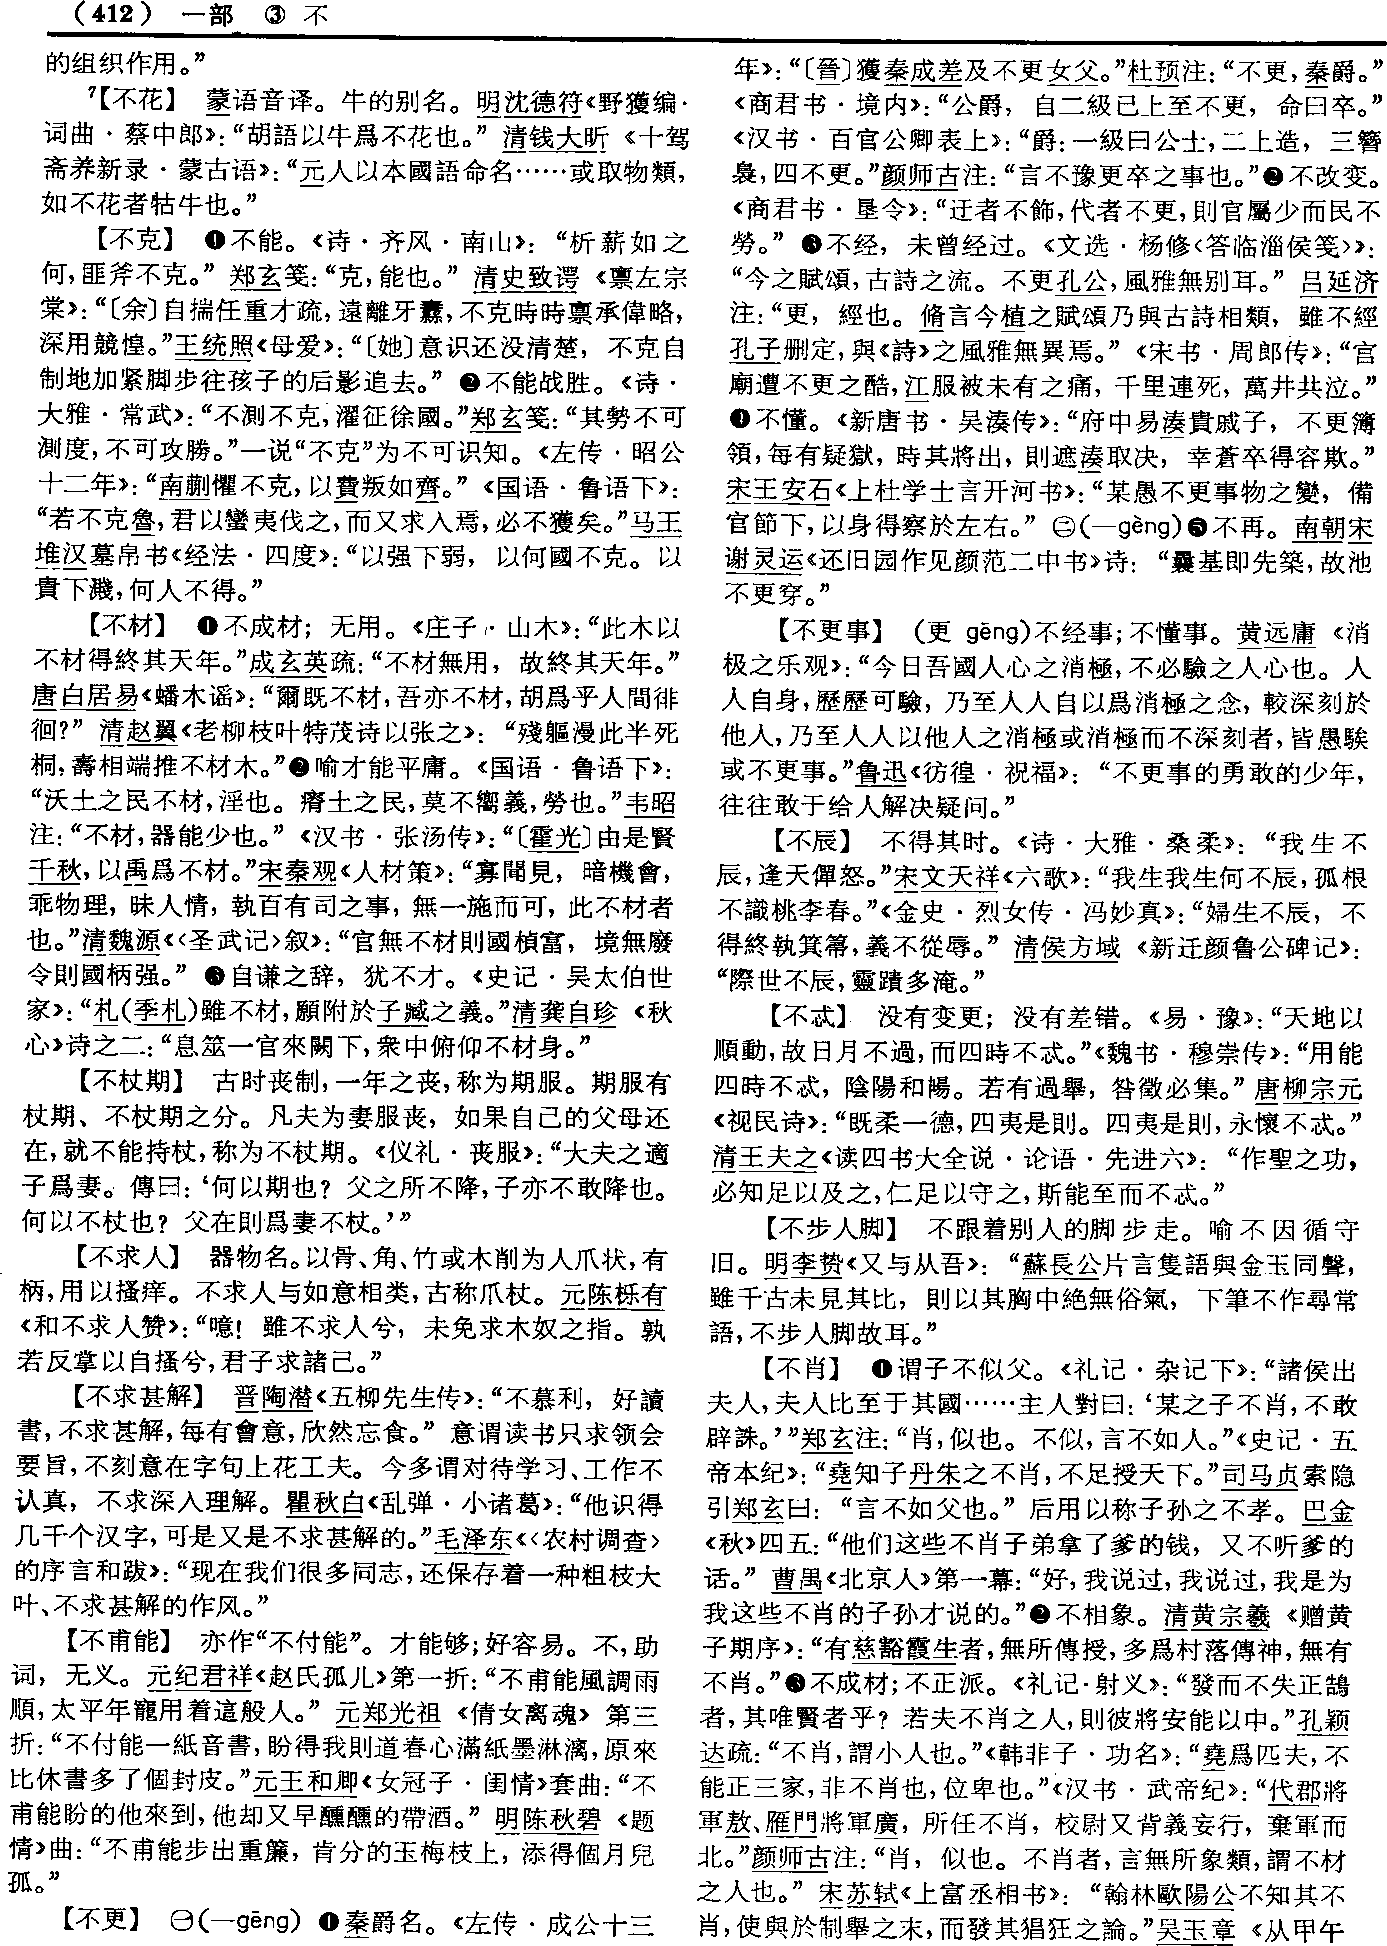 (412) 一部 ③ 不
的组织作用。”
⁷【不花】 蒙语音译。牛的别名。明沈德符《野獲编·
词曲·蔡中郎》：“胡語以牛爲不花也。” 清钱大昕《十驾
斋养新录·蒙古语》：“元人以本國語命名……或取物類，
如不花者牯牛也。”
【不克】 ❶不能。《诗·齐风·南山》：“析薪如之
何，匪斧不克。” 郑玄笺：“克，能也。” 清史致谔《禀左宗
棠》：“〔余〕自揣任重才疏，遠離牙纛，不克時時禀承偉略，
深用兢惶。”王统照《母爱》：“〔她〕意识还没清楚，不克自
制地加紧脚步往孩子的后影追去。” ❷不能战胜。《诗·
大雅·常武》：“不測不克，濯征徐國。”郑玄笺：“其勢不可
測度，不可攻勝。”一说“不克”为不可识知。《左传·昭公
十二年》：“南蒯懼不克，以費叛如齊。”《国语·鲁语下》：
“若不克魯，君以蠻夷伐之，而又求入焉，必不獲矣。”马王
堆汉墓帛书《经法·四度》：“以强下弱，以何國不克。以
貴下賤，何人不得。”
【不材】 ❶不成材；无用。《庄子·山木》：“此木以
不材得終其天年。”成玄英疏：“不材無用，故終其天年。”
唐白居易《蟠木谣》：“爾既不材，吾亦不材，胡爲乎人間徘
徊？” 清赵翼《老柳枝叶特茂诗以张之》：“殘軀漫此半死
桐，壽相端推不材木。”❷喻才能平庸。《国语·鲁语下》：
“沃土之民不材，淫也。瘠土之民，莫不嚮義，勞也。”韦昭
注：“不材，器能少也。”《汉书·张汤传》：“〔霍光〕由是賢
千秋，以禹爲不材。”宋秦观《人材策》：“寡聞見，暗機會，
乖物理，昧人情，執百有司之事，無一施而可，此不材者
也。”清魏源《〈圣武记〉叙》：“官無不材則國楨富，境無廢
令則國柄强。” ❸自谦之辞，犹不才。《史记·吴太伯世
家》：“札(季札)雖不材，願附於子臧之義。”清龚自珍《秋
心》诗之二：“息筮一官來闕下，衆中俯仰不材身。”
【不杖期】 古时丧制，一年之丧，称为期服。期服有
杖期、不杖期之分。凡夫为妻服丧，如果自己的父母还
在，就不能持杖，称为不杖期。《仪礼·丧服》：“大夫之適
子爲妻。傳曰：‘何以期也？父之所不降，子亦不敢降也。
何以不杖也？父在則爲妻不杖。’”
【不求人】 器物名。以骨、角、竹或木削为人爪状，有
柄，用以搔痒。不求人与如意相类，古称爪杖。元陈栎有
《和不求人赞》：“噫！雖不求人兮，未免求木奴之指。孰
若反掌以自搔兮，君子求諸己。”
【不求甚解】 晋陶潜《五柳先生传》：“不慕利，好讀
書，不求甚解，每有會意，欣然忘食。” 意谓读书只求领会
要旨，不刻意在字句上花工夫。今多谓对待学习、工作不
认真，不求深入理解。瞿秋白《乱弹·小诸葛》：“他识得
几千个汉字，可是又是不求甚解的。”毛泽东《〈农村调查〉
的序言和跋》：“现在我们很多同志，还保存着一种粗枝大
叶、不求甚解的作风。”
【不甫能】 亦作“不付能”。才能够；好容易。不，助
词，无义。元纪君祥《赵氏孤儿》第一折：“不甫能風調雨
順，太平年寵用着這般人。” 元郑光祖《倩女离魂》第三
折：“不付能一紙音書，盼得我則道春心滿紙墨淋漓，原來
比休書多了個封皮。”元王和卿《女冠子·闺情》套曲：“不
甫能盼的他來到，他却又早醺醺的帶酒。” 明陈秋碧《题
情》曲：“不甫能步出重簾，肯分的玉梅枝上，添得個月兒
孤。”
【不更】 ㊀(—gēng) ❶秦爵名。《左传·成公十三
年》：“〔晉〕獲秦成差及不更女父。”杜预注：“不更，秦爵。”
《商君书·境内》：“公爵，自二級已上至不更，命曰卒。”
《汉书·百官公卿表上》：“爵：一級曰公士，二上造，三簪
裊，四不更。”颜师古注：“言不豫更卒之事也。”❷不改变。
《商君书·垦令》：“迂者不飾，代者不更，則官屬少而民不
勞。” ❸不经，未曾经过。《文选·杨修〈答临淄侯笺〉》：
“今之賦頌，古詩之流。不更孔公，風雅無别耳。” 吕延济
注：“更，經也。脩言今植之賦頌乃與古詩相類，雖不經
孔子删定，與《詩》之風雅無異焉。”《宋书·周郎传》：“宫
廟遭不更之酷，江服被未有之痛，千里連死，萬井共泣。”
❹不懂。《新唐书·吴湊传》：“府中易湊貴戚子，不更簿
領，每有疑獄，時其將出，則遮湊取决，幸蒼卒得容欺。”
宋王安石《上杜学士言开河书》：“某愚不更事物之變，備
官節下，以身得察於左右。” ㊁(—gèng)❺不再。南朝宋
谢灵运《还旧园作见颜范二中书》诗：“曩基即先築，故池
不更穿。”
【不更事】 (更 gēng)不经事；不懂事。黄远庸《消
极之乐观》：“今日吾國人心之消極，不必驗之人心也。人
人自身，歷歷可驗，乃至人人自以爲消極之念，較深刻於
他人，乃至人人以他人之消極或消極而不深刻者，皆愚騃
或不更事。”鲁迅《彷徨·祝福》：“不更事的勇敢的少年，
往往敢于给人解决疑问。”
【不辰】 不得其时。《诗·大雅·桑柔》：“我生不
辰，逢天僤怒。”宋文天祥《六歌》：“我生我生何不辰，孤根
不識桃李春。”《金史·烈女传·冯妙真》：“婦生不辰，不
得終執箕箒，義不從辱。” 清侯方域《新迁颜鲁公碑记》：
“際世不辰，靈蹟多淹。”
【不忒】 没有变更；没有差错。《易·豫》：“天地以
順動，故日月不過，而四時不忒。”《魏书·穆崇传》：“用能
四時不忒，陰陽和暢。若有過舉，咎徵必集。” 唐柳宗元
《视民诗》：“既柔一德，四夷是則。四夷是則，永懷不忒。”
清王夫之《读四书大全说·论语·先进六》：“作聖之功，
必知足以及之，仁足以守之，斯能至而不忒。”
【不步人脚】 不跟着别人的脚步走。喻不因循守
旧。明李贽《又与从吾》：“蘇長公片言隻語與金玉同聲，
雖千古未見其比，則以其胸中絶無俗氣，下筆不作尋常
語，不步人脚故耳。”
【不肖】 ❶谓子不似父。《礼记·杂记下》：“諸侯出
夫人，夫人比至于其國……主人對曰：‘某之子不肖，不敢
辟誅。’”郑玄注：“肖，似也。不似，言不如人。”《史记·五
帝本纪》：“堯知子丹朱之不肖，不足授天下。”司马贞索隐
引郑玄曰：“言不如父也。” 后用以称子孙之不孝。巴金
《秋》四五：“他们这些不肖子弟拿了爹的钱，又不听爹的
话。” 曹禺《北京人》第一幕：“好，我说过，我说过，我是为
我这些不肖的子孙才说的。”❷不相象。清黄宗羲《赠黄
子期序》：“有慈谿霞生者，無所傳授，多爲村落傳神，無有
不肖。”❸不成材；不正派。《礼记·射义》：“發而不失正鵠
者，其唯賢者乎？若夫不肖之人，則彼將安能以中。”孔颖
达疏：“不肖，謂小人也。”《韩非子·功名》：“堯爲匹夫，不
能正三家，非不肖也，位卑也。”《汉书·武帝纪》：“代郡將
軍敖、雁門將軍廣，所任不肖，校尉又背義妄行，棄軍而
北。”颜师古注：“肖，似也。不肖者，言無所象類，謂不材
之人也。” 宋苏轼《上富丞相书》：“翰林歐陽公不知其不
肖，使與於制舉之末，而發其猖狂之論。”吴玉章《从甲午